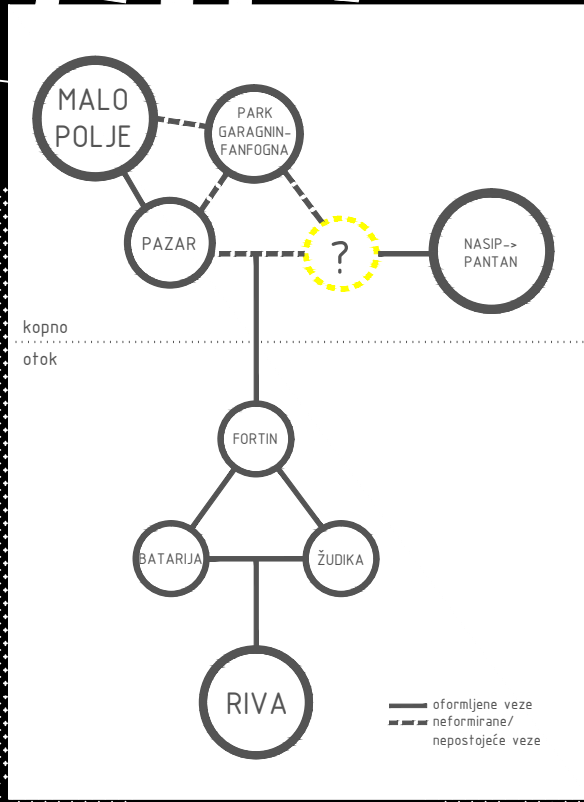 MALO
POLJE
PARK
GARAGNIN-
FANFOGNA
PAZAR
?
NASIP->
PANTAN
kopno
otok
FORTIN
BATARIJA
ŽUDIKA
RIVA
oformljene veze
neformirane/
nepostojeće veze